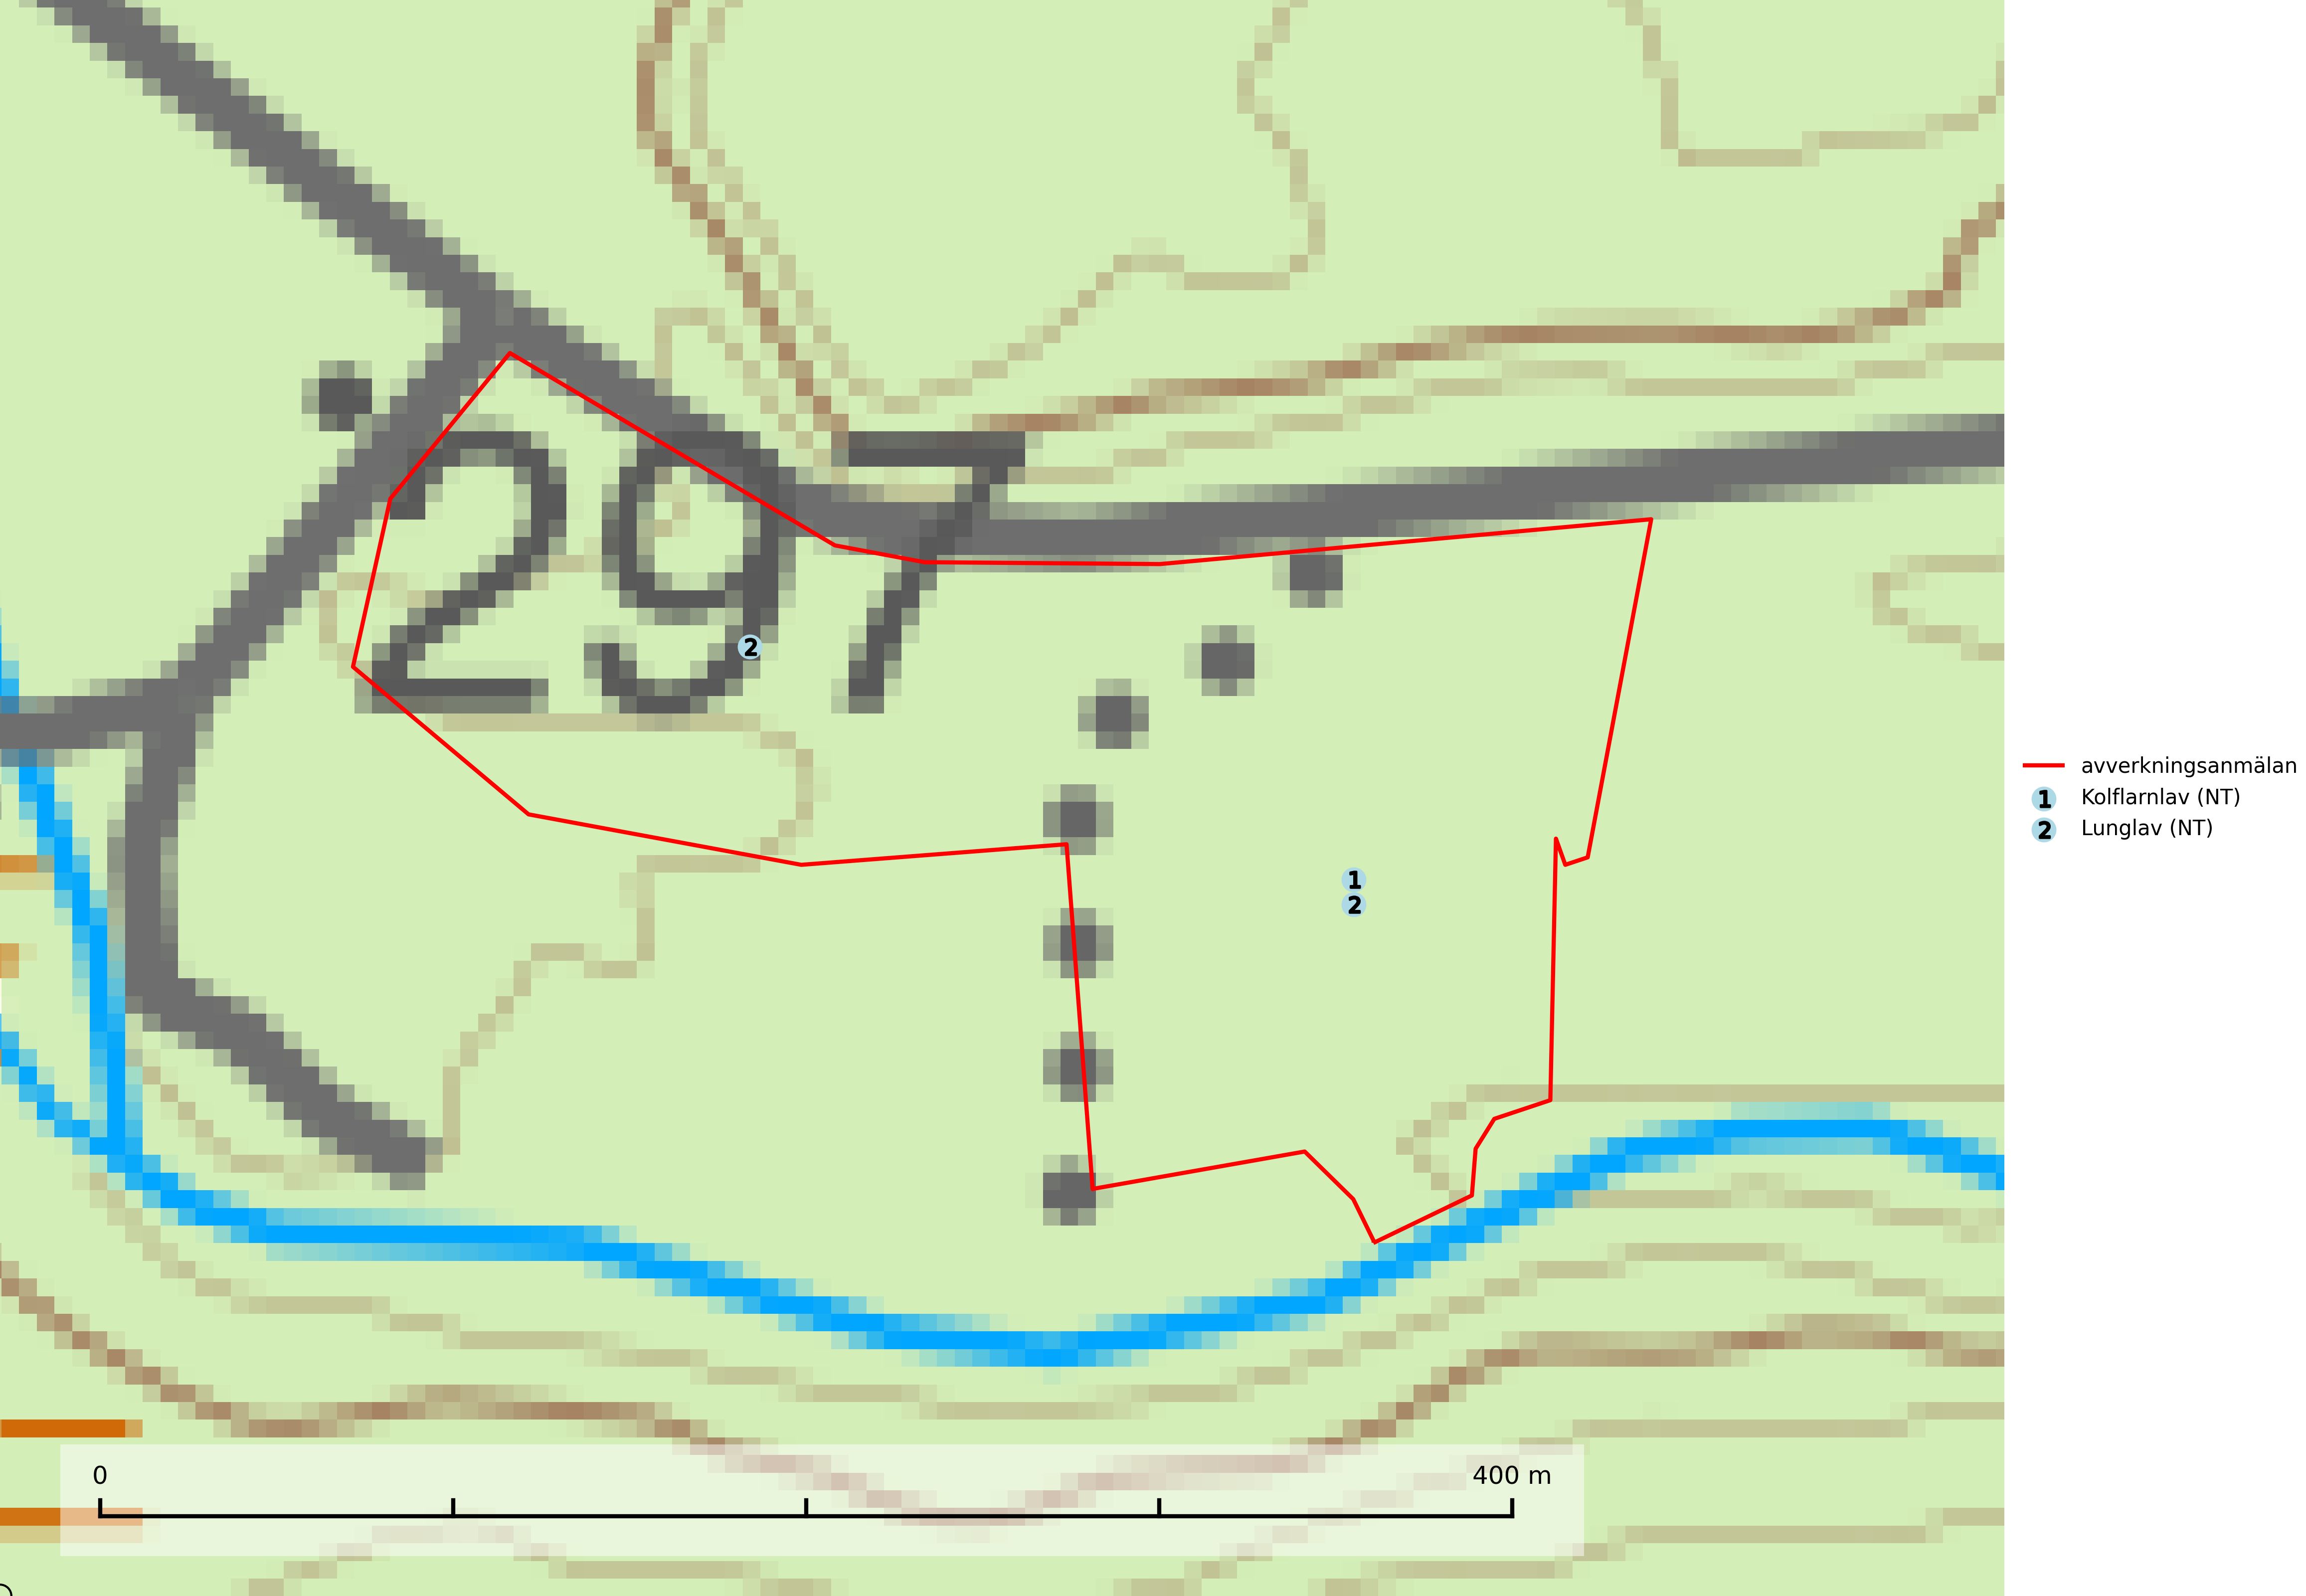 297
2
1
2
avverkningsanmälan
1 Kolflarnlav (NT)
2 Lunglav (NT)
0 400 m